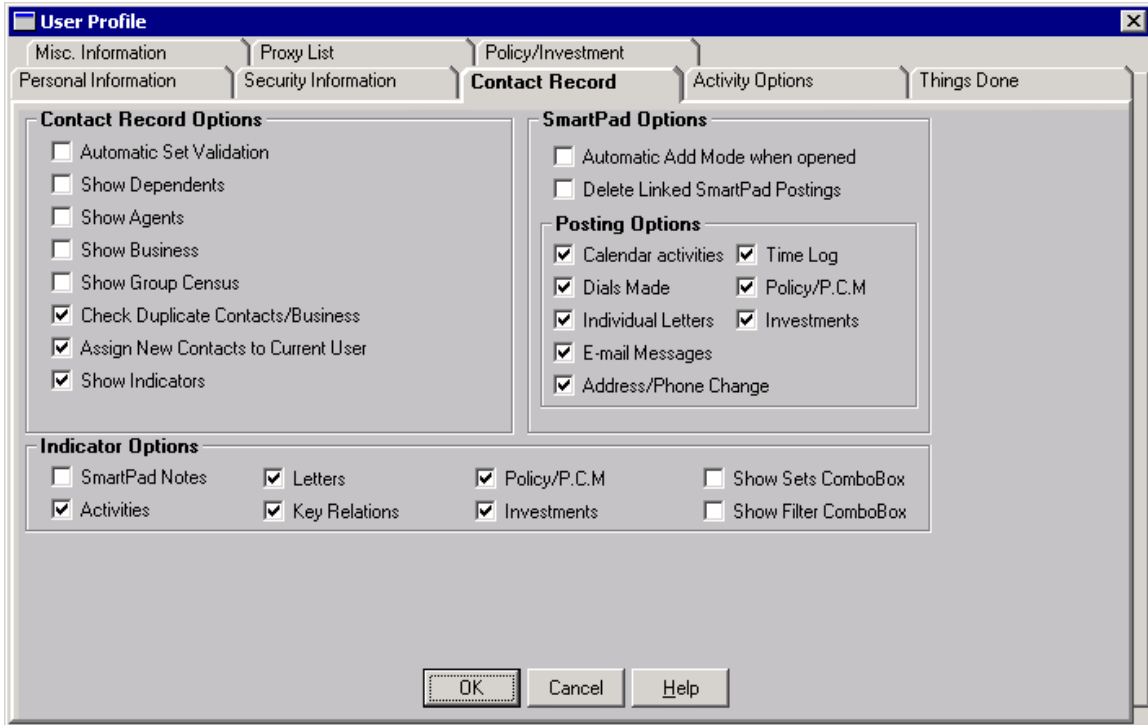 User Profile
Misc. Information Proxy List Policy/Investment
Personal Information Security Information Contact Record Activity Options Things Done
Contact Record Options
Automatic Set Validation
Show Dependents
Show Agents
Show Business
Show Group Census
Check Duplicate Contacts/Business
Assign New Contacts to Current User
Show Indicators
SmartPad Options
Automatic Add Mode when opened
Delete Linked SmartPad Postings
Posting Options
Calendar activities Time Log
Dials Made Policy/P.C.M
Individual Letters Investments
E-mail Messages
Address/Phone Change
Indicator Options
SmartPad Notes Letters Policy/P.C.M Show Sets ComboBox
Activities Key Relations Investments Show Filter ComboBox
OK Cancel Help